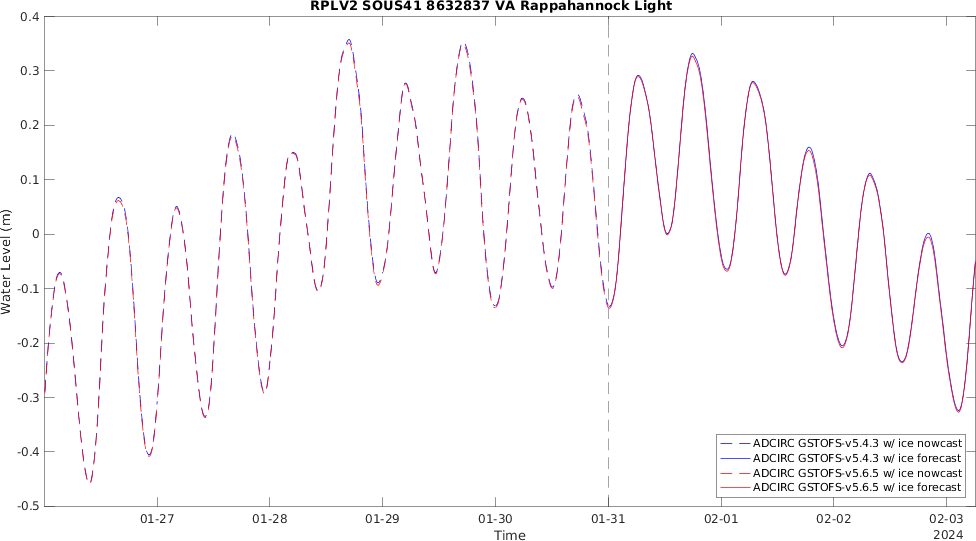 RPLV2 SOUS41 8632837 VA Rappahannock Light
0.4
0.3
0.2
0.1
0
-0.1
-0.2
-0.3
-0.4
-0.5
Water Level (m)
ADCIRC GSTOFS-v5.4.3 w/ ice nowcast
ADCIRC GSTOFS-v5.4.3 w/ ice forecast
ADCIRC GSTOFS-v5.6.5 w/ ice nowcast
ADCIRC GSTOFS-v5.6.5 w/ ice forecast
01-27 01-28 01-29 01-30 01-31 02-01 02-02 02-03
2024
Time